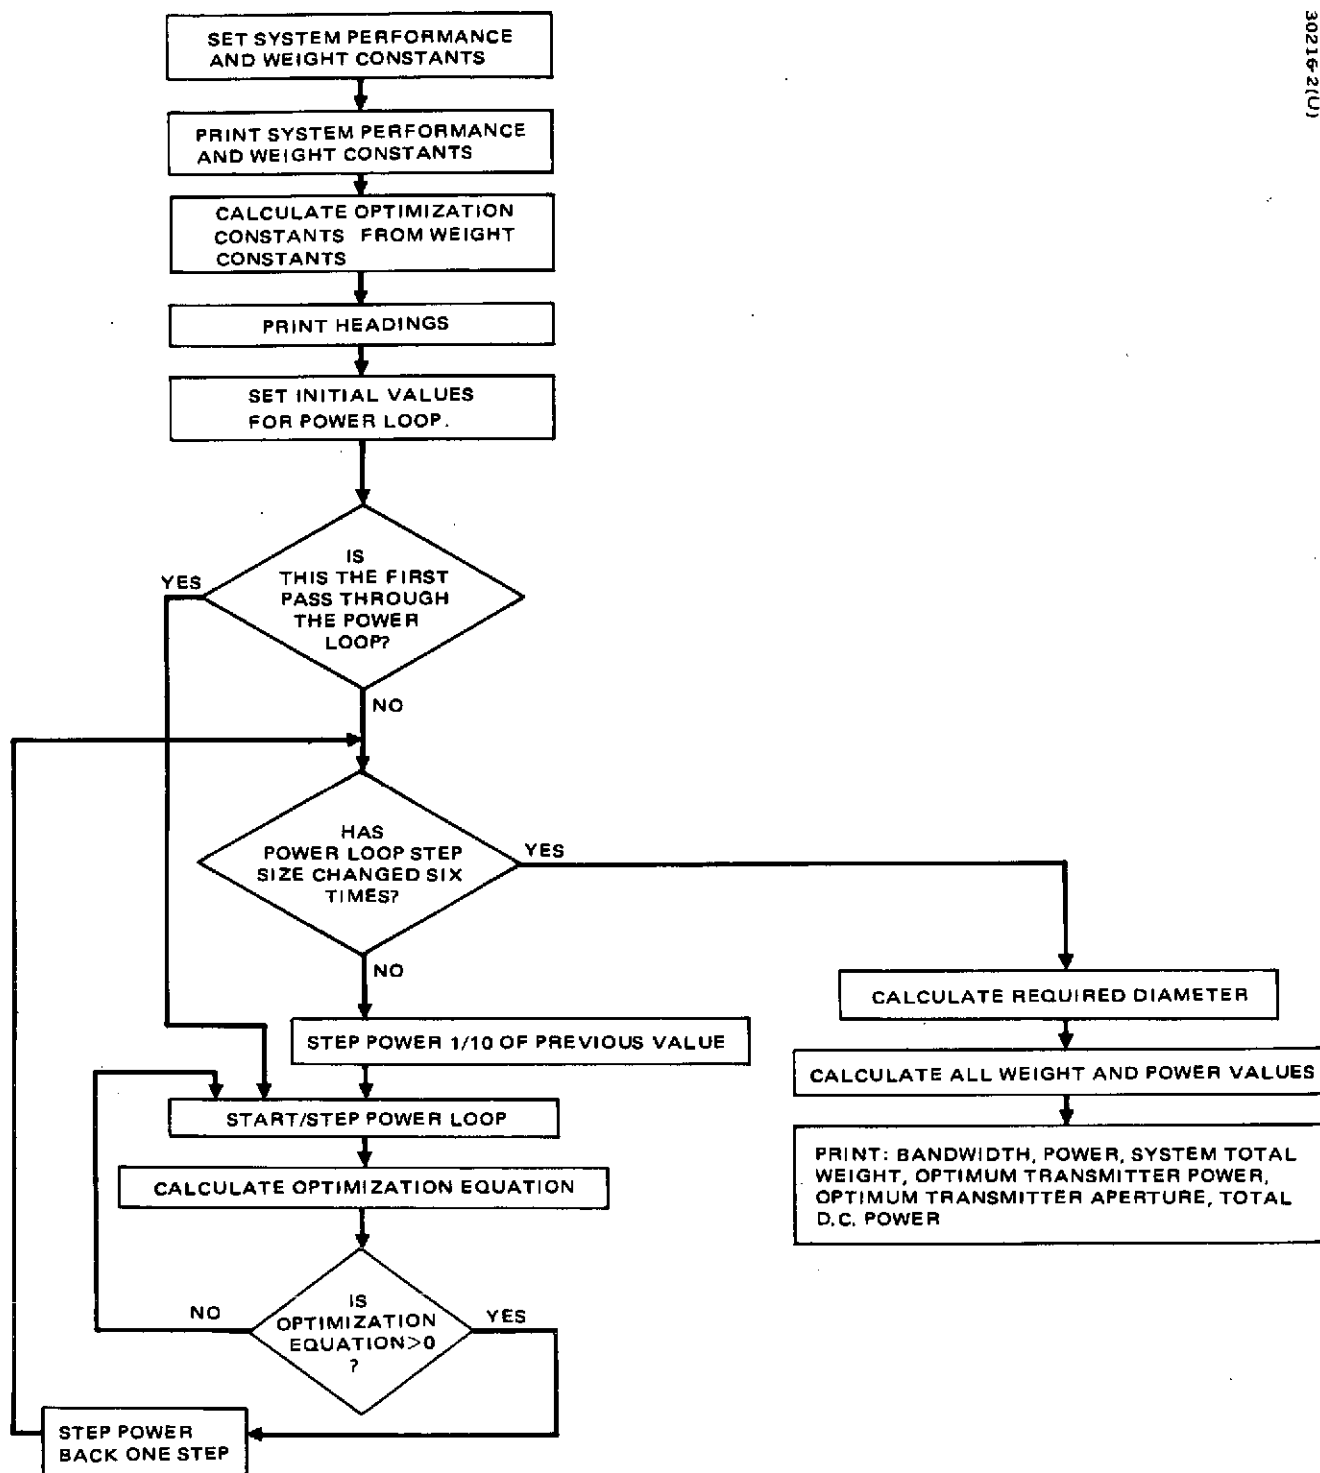 30216-2(U)
SET SYSTEM PERFORMANCE
AND WEIGHT CONSTANTS
PRINT SYSTEM PERFORMANCE
AND WEIGHT CONSTANTS
CALCULATE OPTIMIZATION
CONSTANTS FROM WEIGHT
CONSTANTS
PRINT HEADINGS
SET INITIAL VALUES
FOR POWER LOOP.
IS
THIS THE FIRST
PASS THROUGH
THE POWER
LOOP?
YES
NO
HAS
POWER LOOP STEP
SIZE CHANGED SIX
TIMES?
YES
NO
STEP POWER 1/10 OF PREVIOUS VALUE
START/STEP POWER LOOP
CALCULATE OPTIMIZATION EQUATION
IS
OPTIMIZATION
EQUATION>0
?
NO
YES
STEP POWER
BACK ONE STEP
CALCULATE REQUIRED DIAMETER
CALCULATE ALL WEIGHT AND POWER VALUES
PRINT: BANDWIDTH, POWER, SYSTEM TOTAL
WEIGHT, OPTIMUM TRANSMITTER POWER,
OPTIMUM TRANSMITTER APERTURE, TOTAL
D.C. POWER